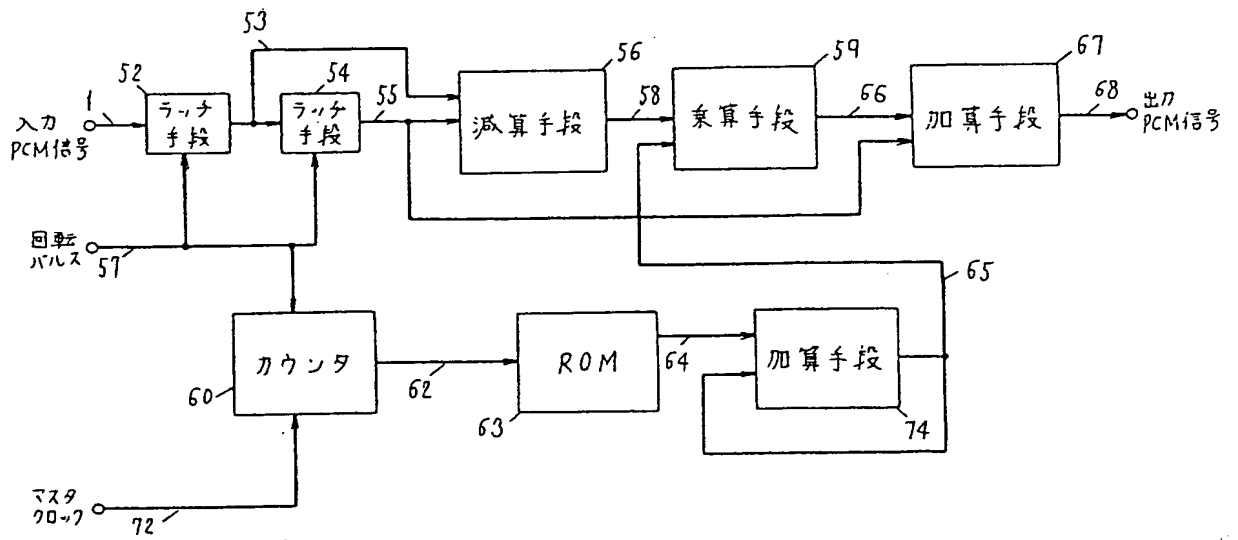 53
52
54
56
59
67
1
55
58
66
68
入力
PCM信号
ラッチ
手段
ラッチ
手段
減算手段
乗算手段
加算手段
出力
PCM信号
回転
パルス
57
65
カウンタ
60
62
ROM
63
64
加算手段
74
マスタ
クロック
72